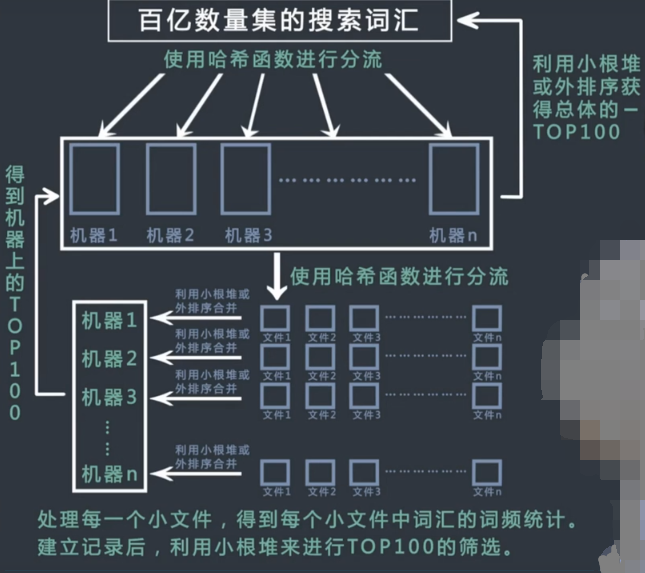 百亿数量集的搜索词汇
使用哈希函数进行分流
利用小根堆
或外排序获
得总体的一
TOP100
机器1 机器2 机器3 ………………… 机器n
得到机器上的TOP100
使用哈希函数进行分流
机器1
利用小根堆或
外排序合并
文件1 文件2 文件3 ………………… 文件n
机器2
利用小根堆或
外排序合并
文件1 文件2 文件3 ………………… 文件n
机器3
利用小根堆或
外排序合并
文件1 文件2 文件3 ………………… 文件n
……
机器n
利用小根堆或
外排序合并
文件1 文件2 文件3 ………………… 文件n
处理每一个小文件，得到每个小文件中词汇的词频统计。
建立记录后，利用小根堆来进行TOP100的筛选。